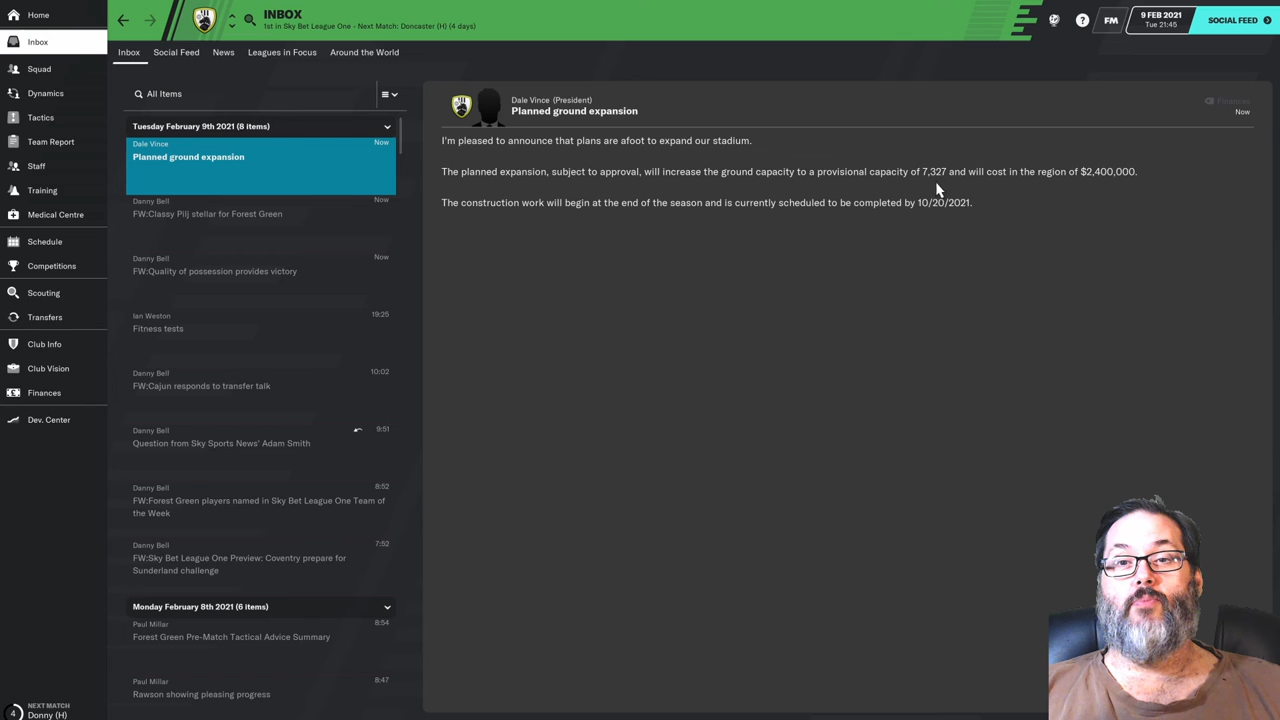 Home
Inbox
Squad
Dynamics
Tactics
Team Report
Staff
Training
Medical Centre
Schedule
Competitions
Scouting
Transfers
Club Info
Club Vision
Finances
Dev. Center
4
NEXT MATCH
Donny (H)
INBOX
1st in Sky Bet League One - Next Match: Doncaster (H) (4 days)
?
FM
9 FEB 2021
Tue 21:45
SOCIAL FEED
Inbox
Social Feed
News
Leagues in Focus
Around the World
All Items
Tuesday February 9th 2021 (8 items)
Dale Vince Now
Planned ground expansion
Danny Bell Now
FW:Classy Pilj stellar for Forest Green
Danny Bell Now
FW:Quality of possession provides victory
Ian Weston 19:25
Fitness tests
Danny Bell 10:02
FW:Cajun responds to transfer talk
Danny Bell 9:51
Question from Sky Sports News' Adam Smith
Danny Bell 8:52
FW:Forest Green players named in Sky Bet League One Team of
the Week
Danny Bell 7:52
FW:Sky Bet League One Preview: Coventry prepare for
Sunderland challenge
Monday February 8th 2021 (6 items)
Paul Millar 8:54
Forest Green Pre-Match Tactical Advice Summary
Paul Millar 8:47
Rawson showing pleasing progress
Dale Vince (President)
Planned ground expansion
Finances
Now
I'm pleased to announce that plans are afoot to expand our stadium.
The planned expansion, subject to approval, will increase the ground capacity to a provisional capacity of 7,327 and will cost in the region of $2,400,000.
The construction work will begin at the end of the season and is currently scheduled to be completed by 10/20/2021.